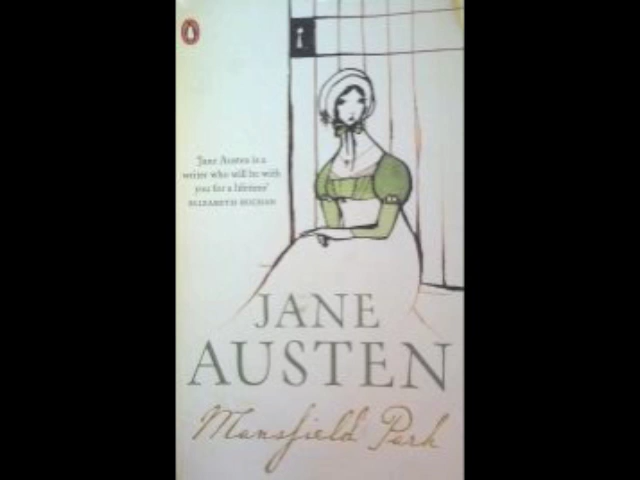 'Jane Austen is a
writer who will be with
you for a lifetime'
ELIZABETH BUCHAN
JANE
AUSTEN
Mansfield Park